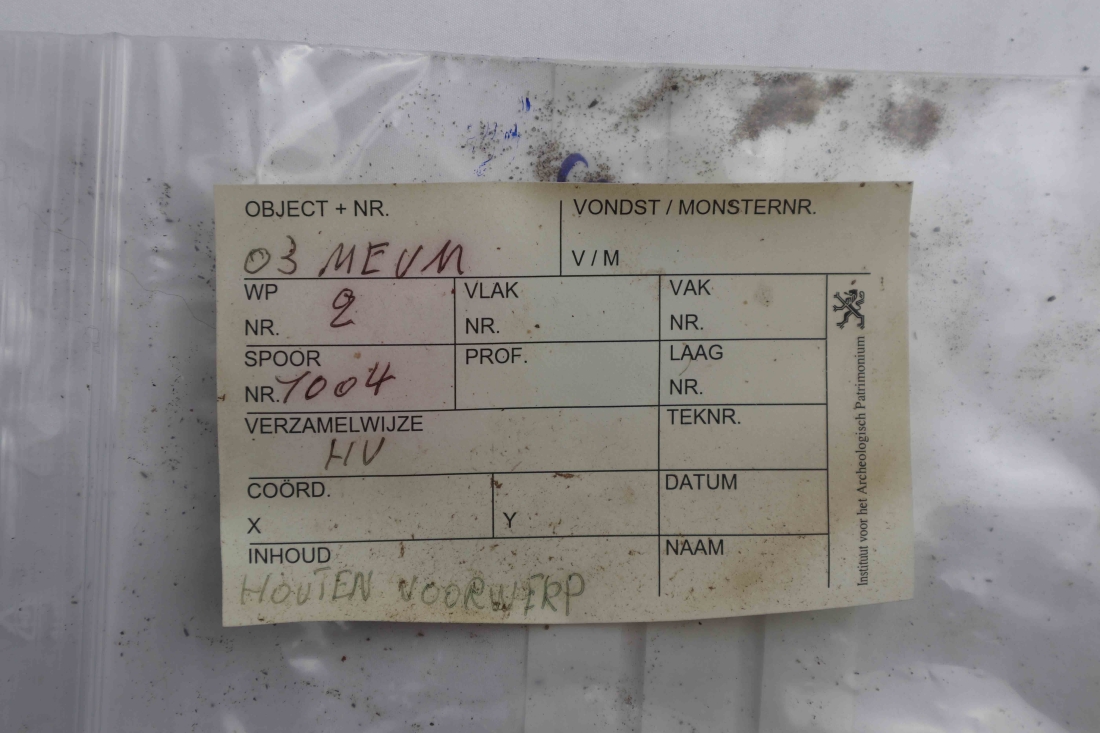 OBJECT + NR.
03 MEVM
VONDST / MONSTERNR.
V / M
WP
NR. 2
VLAK
NR.
VAK
NR.
SPOOR
NR. 1004
PROF.
LAAG
NR.
VERZAMELWIJZE
HV
TEKNR.
COÖRD.
X
Y
DATUM
INHOUD
HOUTEN VOORWERP
NAAM
Instituut voor het Archeologisch Patrimonium